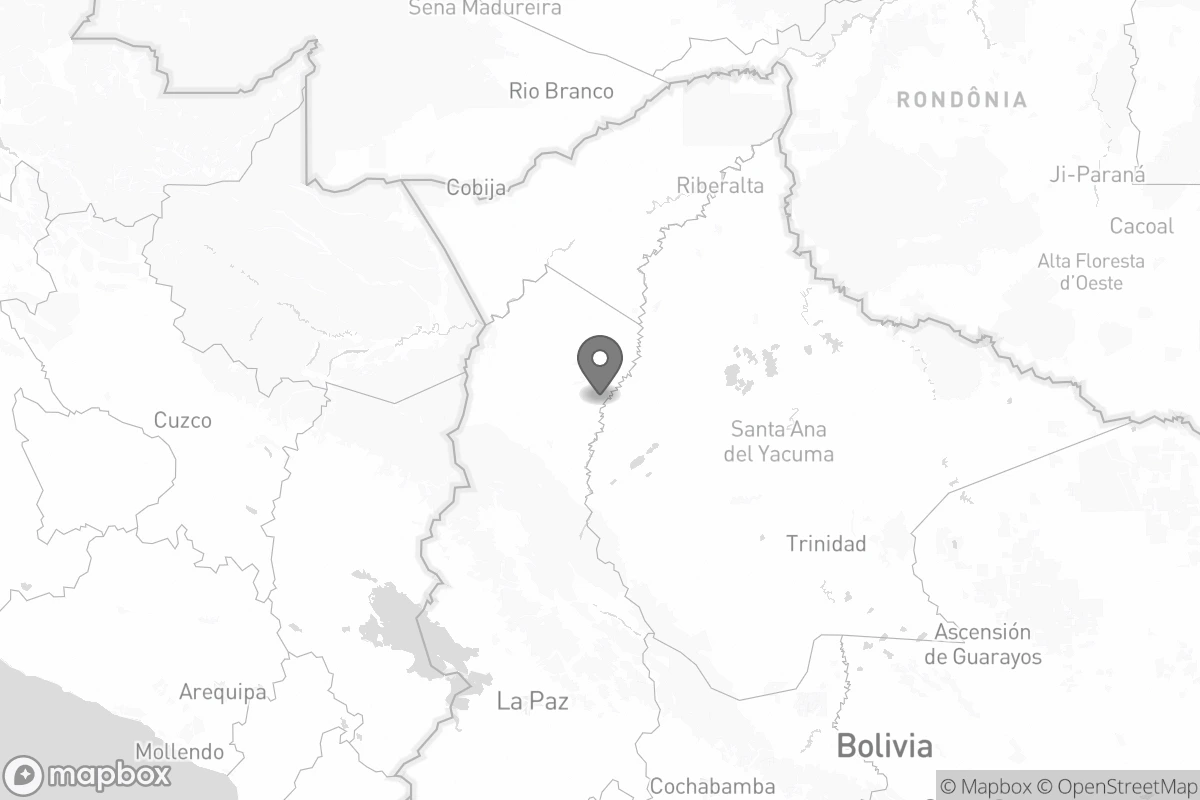 Sena Madureira
Rio Branco
RONDÔNIA
Cobija
Riberalta
Ji-Paraná
Cacoal
Alta Floresta
d'Oeste
Cuzco
Santa Ana
del Yacuma
Trinidad
Ascensión
de Guarayos
Arequipa
La Paz
Mollendo
Bolivia
mapbox
Cochabamba
© Mapbox © OpenStreetMap